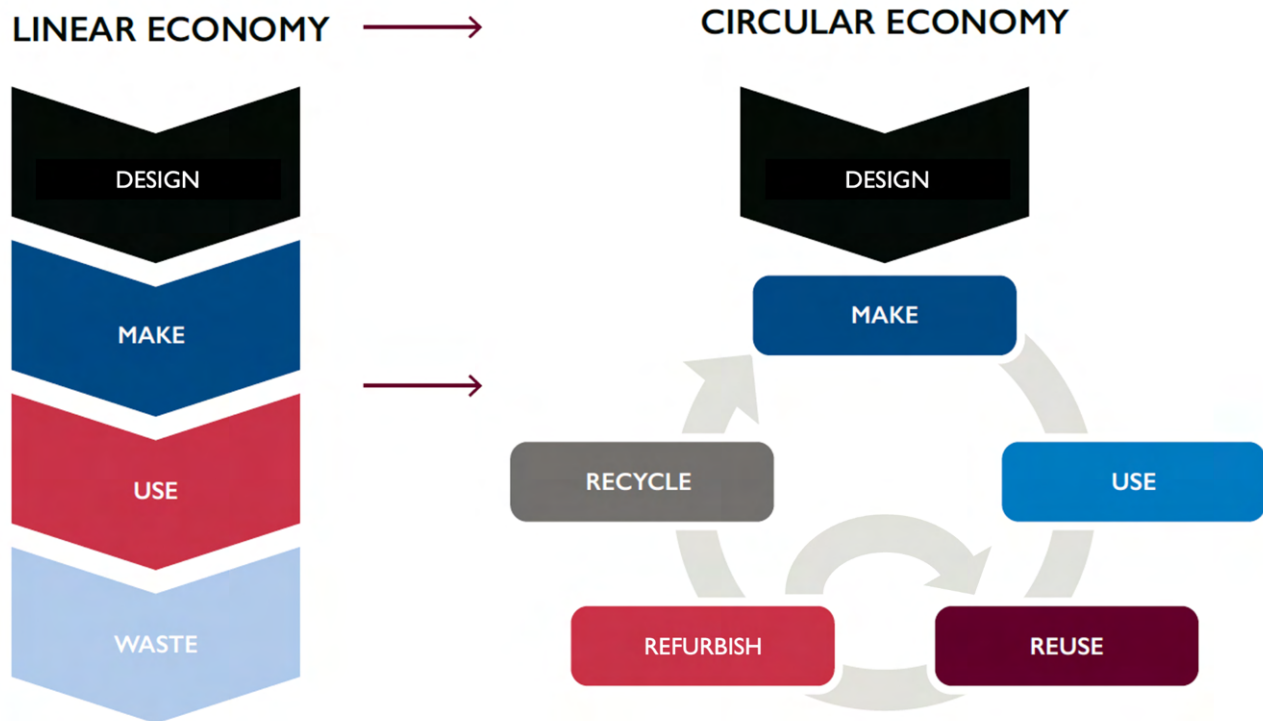 LINEAR ECONOMY
CIRCULAR ECONOMY
DESIGN
MAKE
USE
WASTE
DESIGN
MAKE
USE
REUSE
REFURBISH
RECYCLE